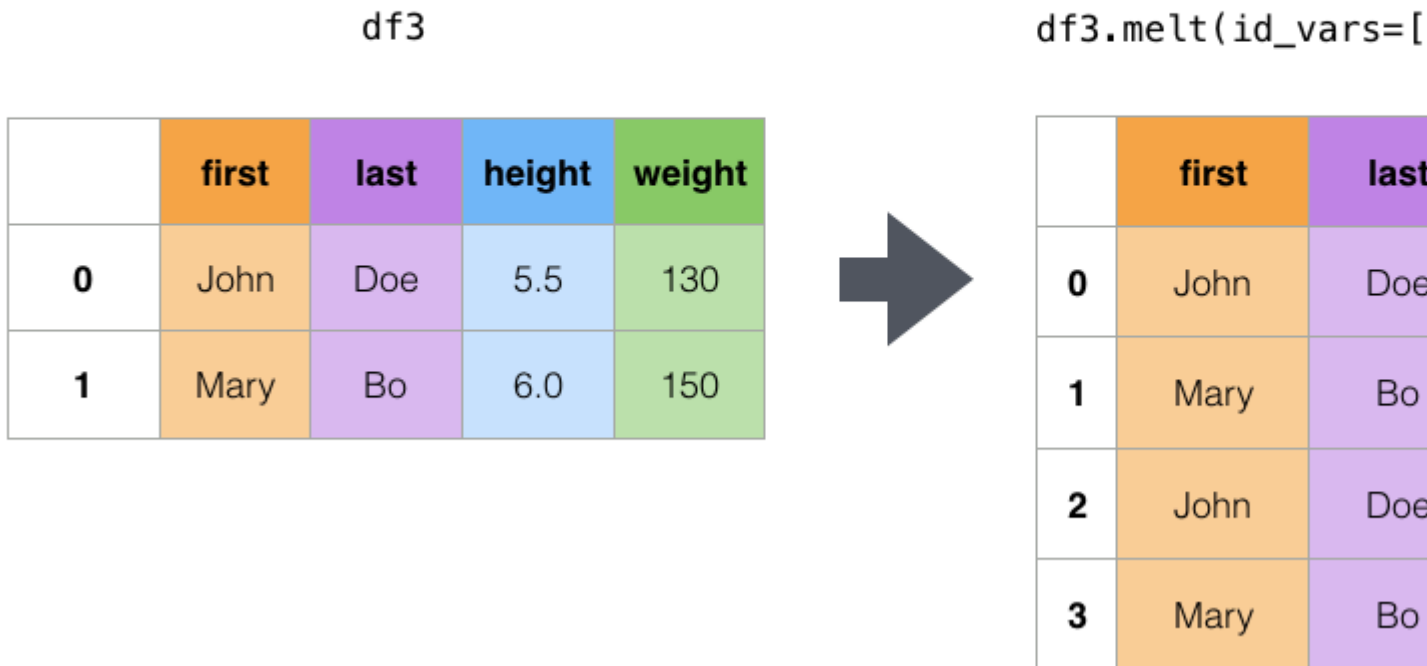 df3
first last height weight
0 John Doe 5.5 130
1 Mary Bo 6.0 150
df3.melt(id_vars=[
first last
0 John Doe
1 Mary Bo
2 John Doe
3 Mary Bo